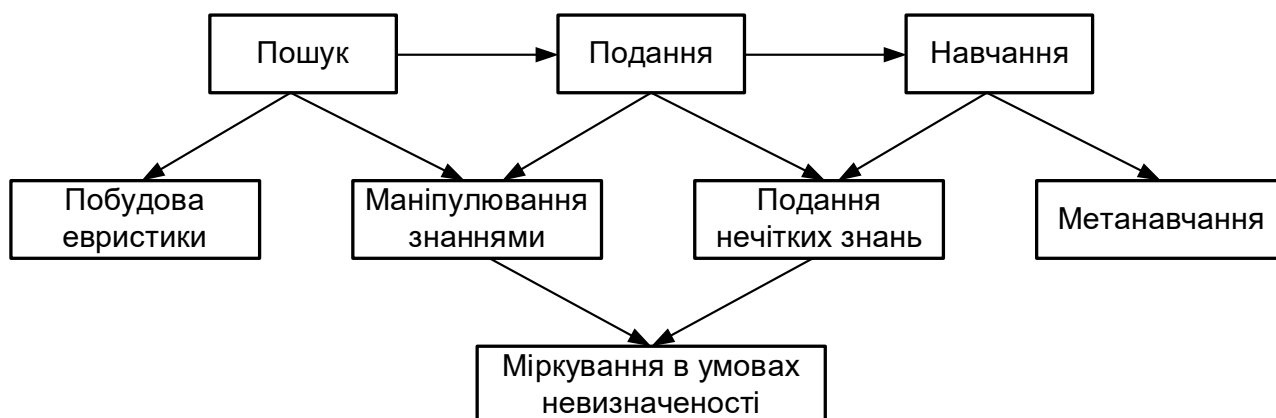 Пошук
Подання
Навчання
Побудова
евристики
Маніпулювання
знаннями
Подання
нечітких знань
Метанавчання
Міркування в умовах
невизначеності